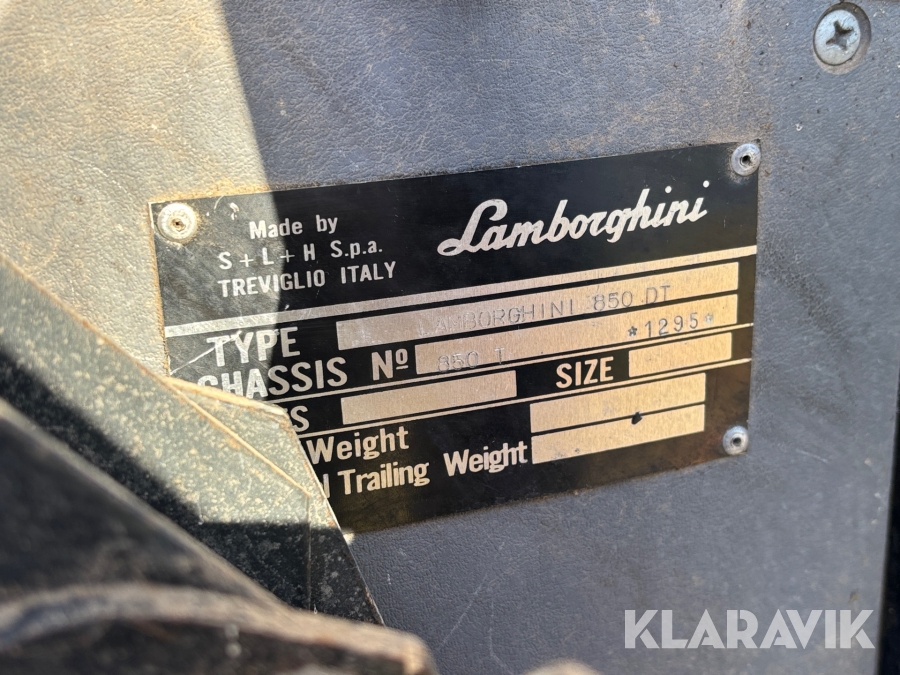 Made by
S+L+H S.p.a.
TREVIGLIO ITALY
Lamborghini
TYPE LAMBORGHINI 850 DT
CHASSIS Nº 850 T *1295*
SIZE
Weight
Trailing Weight
KLARAVIK